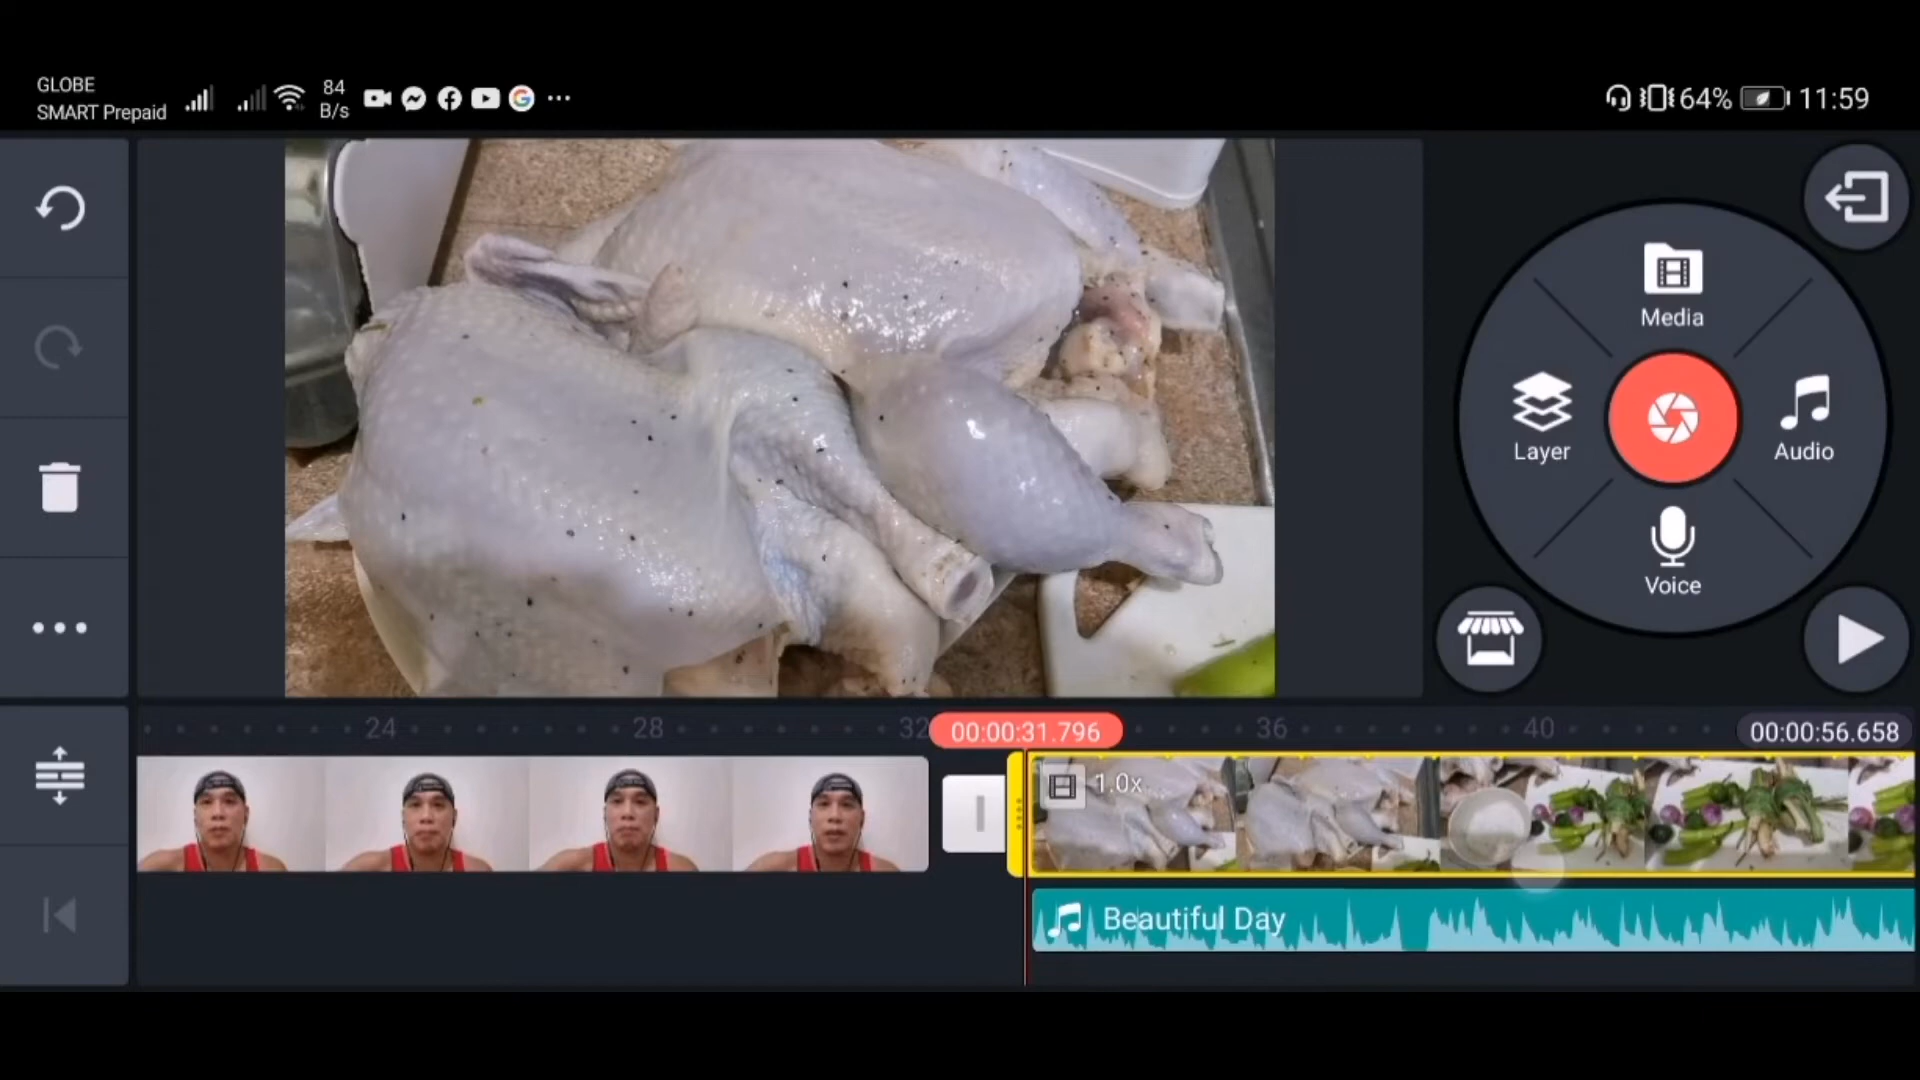 GLOBE
SMART Prepaid
84
B/s
64%
11:59
Media
Layer
Audio
Voice
24
28
32
00:00:31.796
36
40
00:00:56.658
1.0x
Beautiful Day